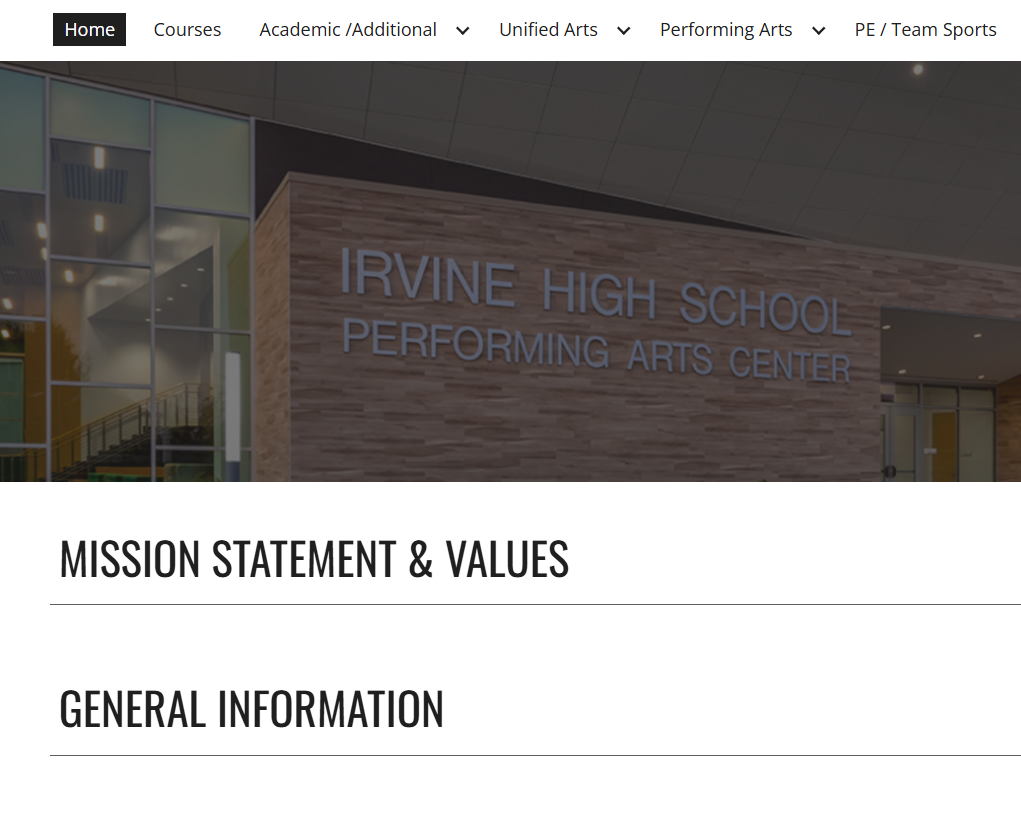 Home Courses Academic /Additional Unified Arts Performing Arts PE / Team Sports
IRVINE HIGH SCHOOL
PERFORMING ARTS CENTER
MISSION STATEMENT & VALUES
GENERAL INFORMATION